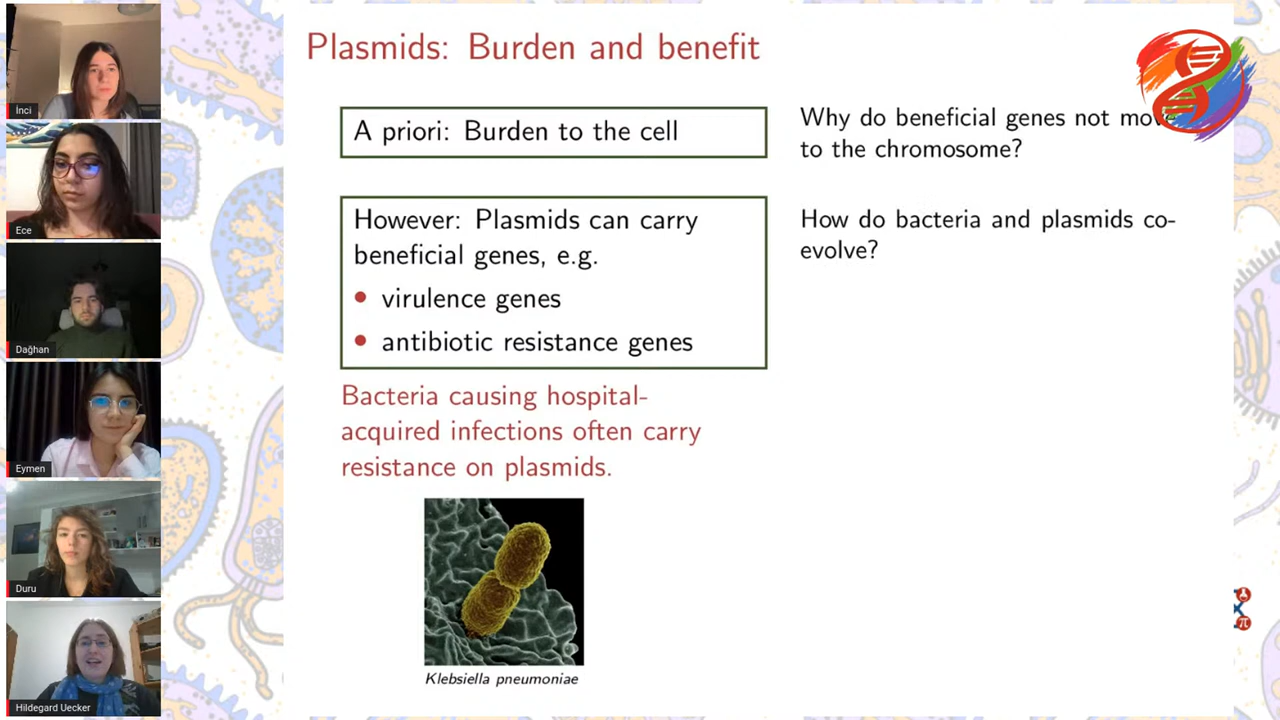 İnci
Ece
Dağhan
Eymen
Duru
Hildegard Uecker
Plasmids: Burden and benefit
A priori: Burden to the cell
However: Plasmids can carry
beneficial genes, e.g.
• virulence genes
• antibiotic resistance genes
Bacteria causing hospital-
acquired infections often carry
resistance on plasmids.
Klebsiella pneumoniae
Why do beneficial genes not move
to the chromosome?
How do bacteria and plasmids co-
evolve?
π